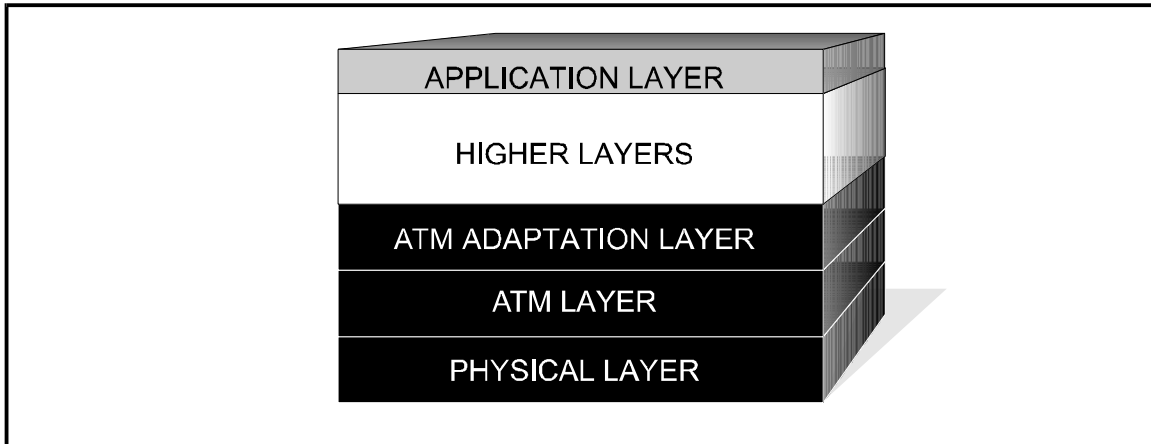 APPLICATION LAYER
HIGHER LAYERS
ATM ADAPTATION LAYER
ATM LAYER
PHYSICAL LAYER